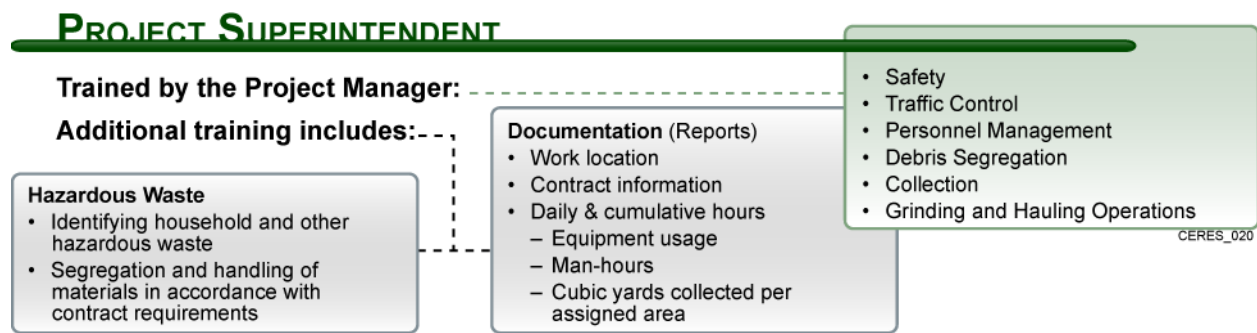 PROJECT SUPERINTENDENT
Trained by the Project Manager:
Additional training includes:
Hazardous Waste
• Identifying household and other
hazardous waste
• Segregation and handling of
materials in accordance with
contract requirements
Documentation (Reports)
• Work location
• Contract information
• Daily & cumulative hours
– Equipment usage
– Man-hours
– Cubic yards collected per
assigned area
• Safety
• Traffic Control
• Personnel Management
• Debris Segregation
• Collection
• Grinding and Hauling Operations
CERES_020